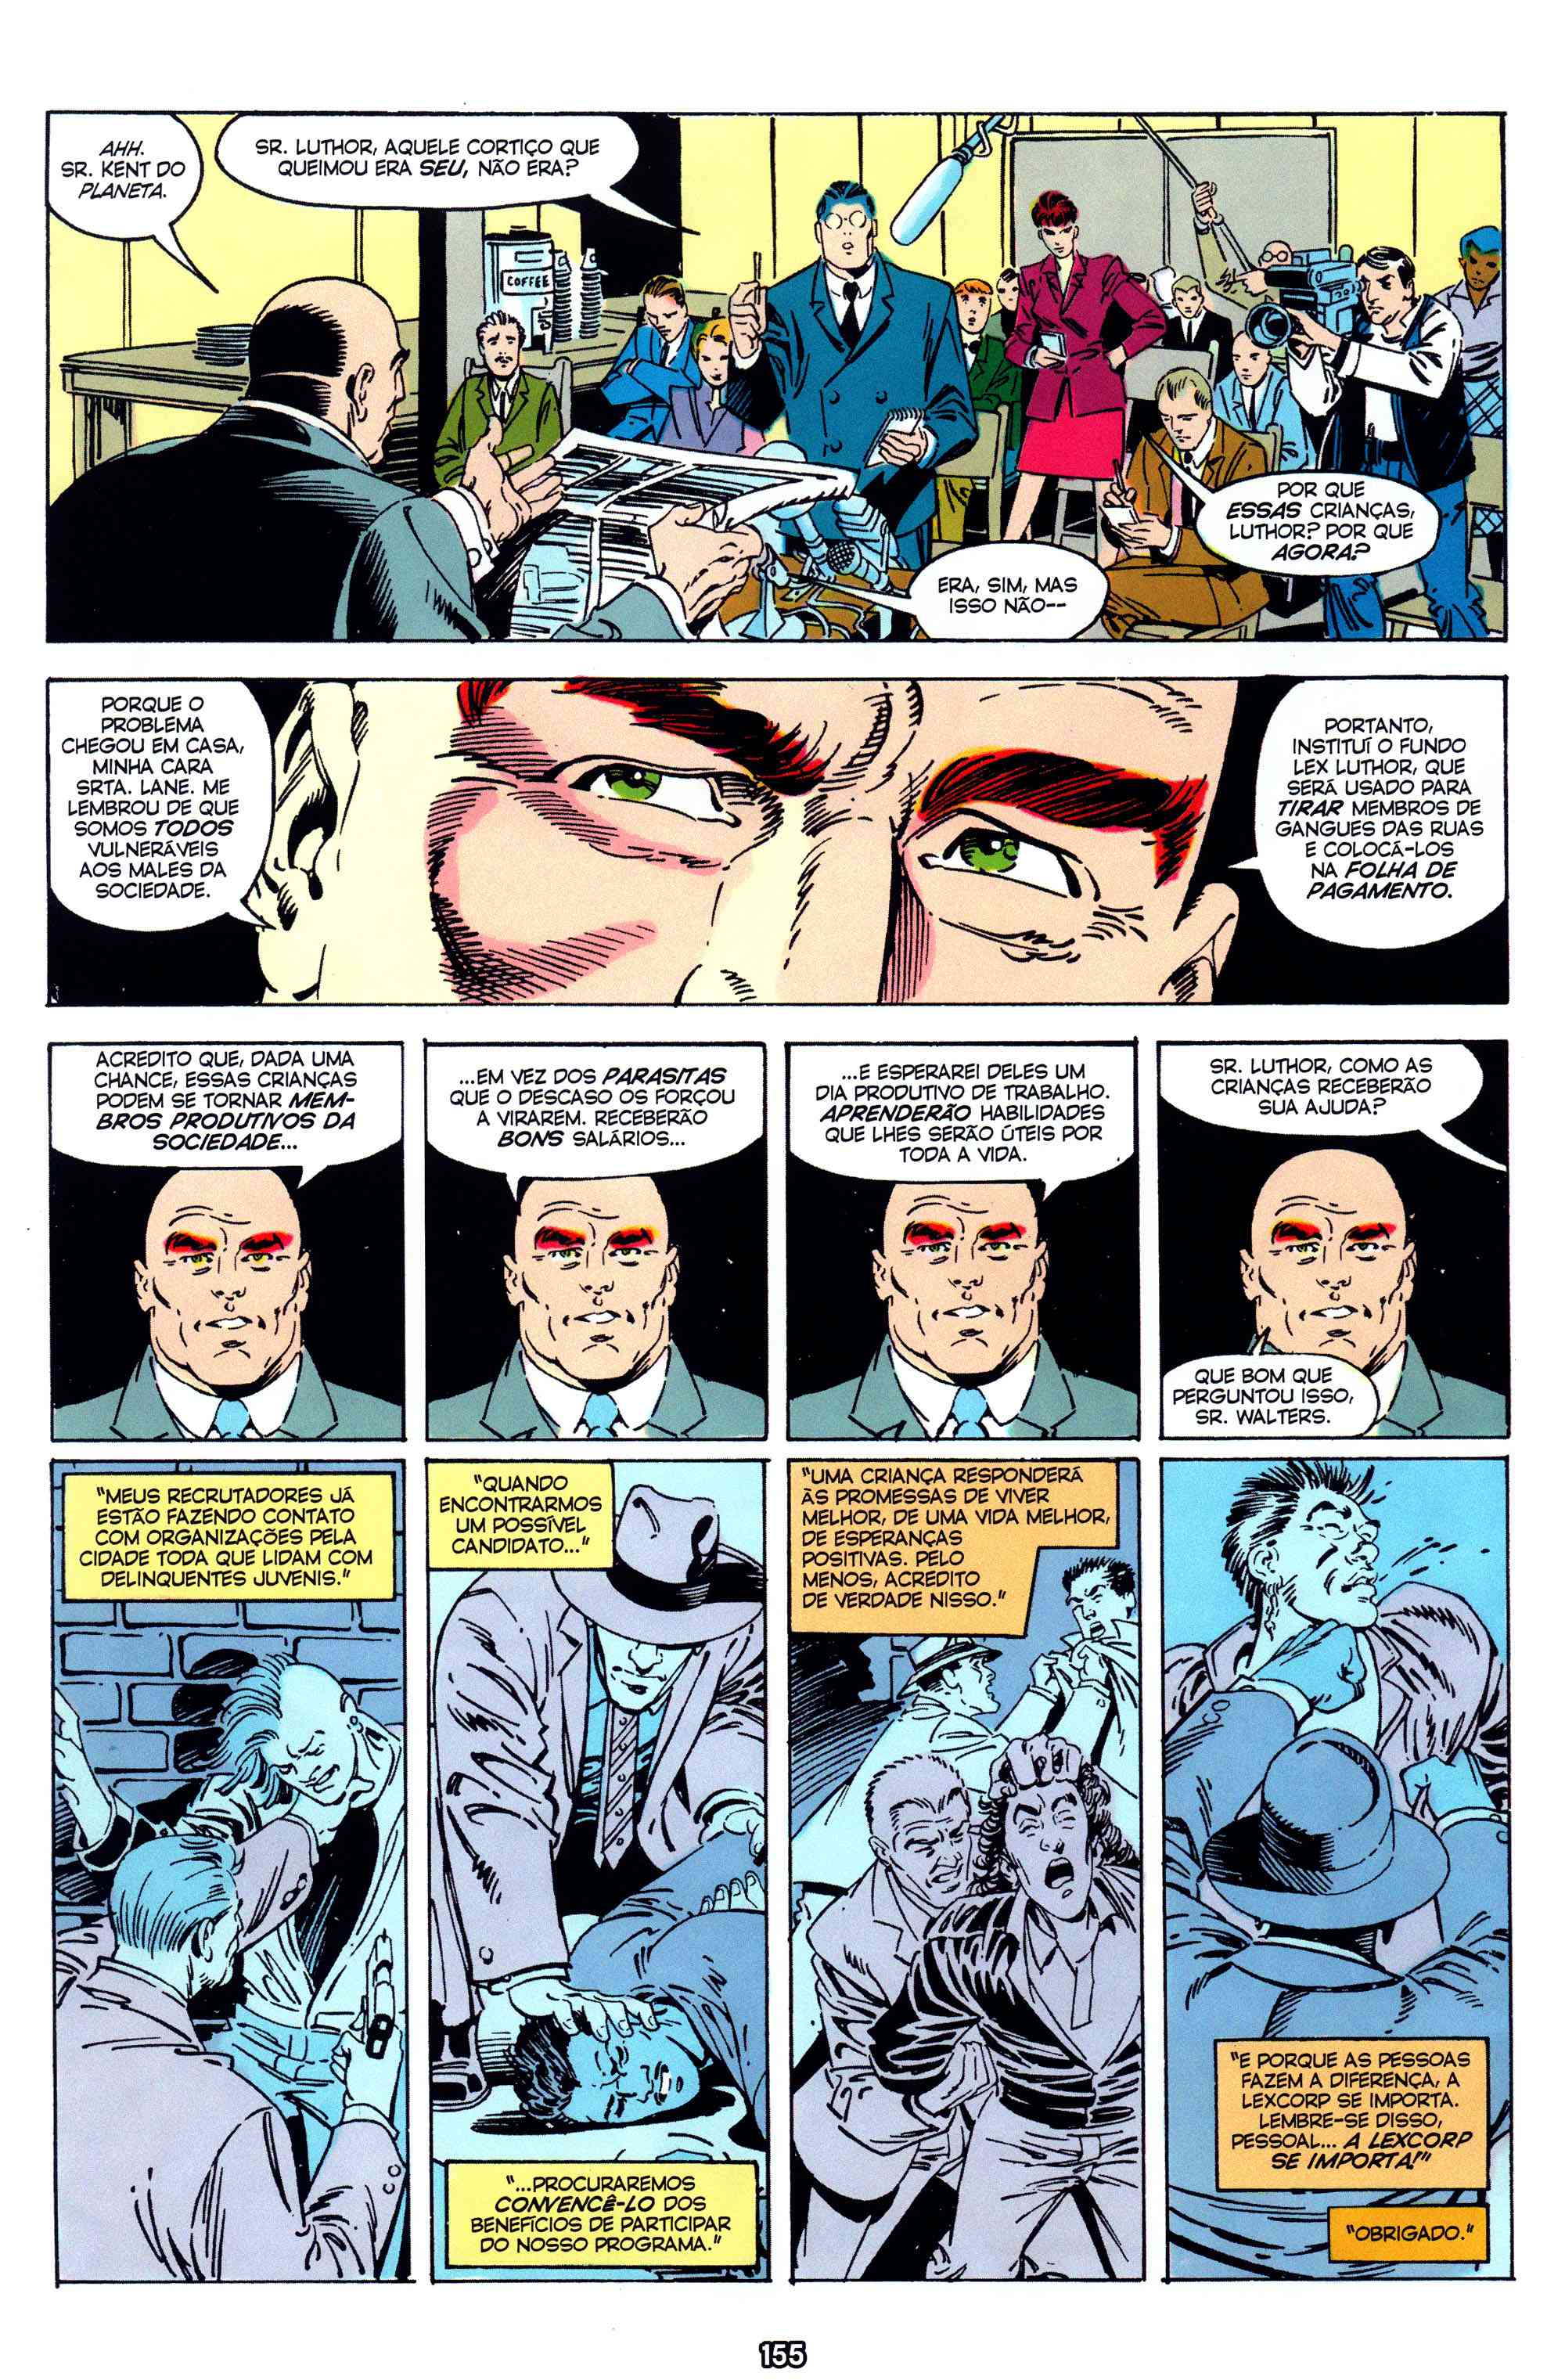 AHH.
SR. KENT DO
PLANETA.
SR. LUTHOR, AQUELE CORTIÇO QUE
QUEIMOU ERA SEU, NÃO ERA?
COFFEE
ERA, SIM, MAS
ISSO NÃO--
POR QUE
ESSAS CRIANÇAS,
LUTHOR? POR QUE
AGORA?
PORQUE O
PROBLEMA
CHEGOU EM CASA,
MINHA CARA
SRTA. LANE. ME
LEMBROU DE QUE
SOMOS TODOS
VULNERÁVEIS
AOS MALES DA
SOCIEDADE.
PORTANTO,
INSTITUÍ O FUNDO
LEX LUTHOR, QUE
SERÁ USADO PARA
TIRAR MEMBROS DE
GANGUES DAS RUAS
E COLOCÁ-LOS
NA FOLHA DE
PAGAMENTO.
ACREDITO QUE, DADA UMA
CHANCE, ESSAS CRIANÇAS
PODEM SE TORNAR MEM-
BROS PRODUTIVOS DA
SOCIEDADE...
...EM VEZ DOS PARASITAS
QUE O DESCASO OS FORÇOU
A VIRAREM. RECEBERÃO
BONS SALÁRIOS...
...E ESPERAREI DELES UM
DIA PRODUTIVO DE TRABALHO.
APRENDERÃO HABILIDADES
QUE LHES SERÃO ÚTEIS POR
TODA A VIDA.
SR. LUTHOR, COMO AS
CRIANÇAS RECEBERÃO
SUA AJUDA?
QUE BOM QUE
PERGUNTOU ISSO,
SR. WALTERS.
"MEUS RECRUTADORES JÁ
ESTÃO FAZENDO CONTATO
COM ORGANIZAÇÕES PELA
CIDADE TODA QUE LIDAM COM
DELINQUENTES JUVENIS."
"QUANDO
ENCONTRARMOS
UM POSSÍVEL
CANDIDATO..."
"...PROCURAREMOS
CONVENCÊ-LO DOS
BENEFÍCIOS DE PARTICIPAR
DO NOSSO PROGRAMA."
"UMA CRIANÇA RESPONDERÁ
ÀS PROMESSAS DE VIVER
MELHOR, DE UMA VIDA MELHOR,
DE ESPERANÇAS
POSITIVAS. PELO
MENOS, ACREDITO
DE VERDADE NISSO."
"E PORQUE AS PESSOAS
FAZEM A DIFERENÇA, A
LEXCORP SE IMPORTA.
LEMBRE-SE DISSO,
PESSOAL... A LEXCORP
SE IMPORTA!"
"OBRIGADO."
155